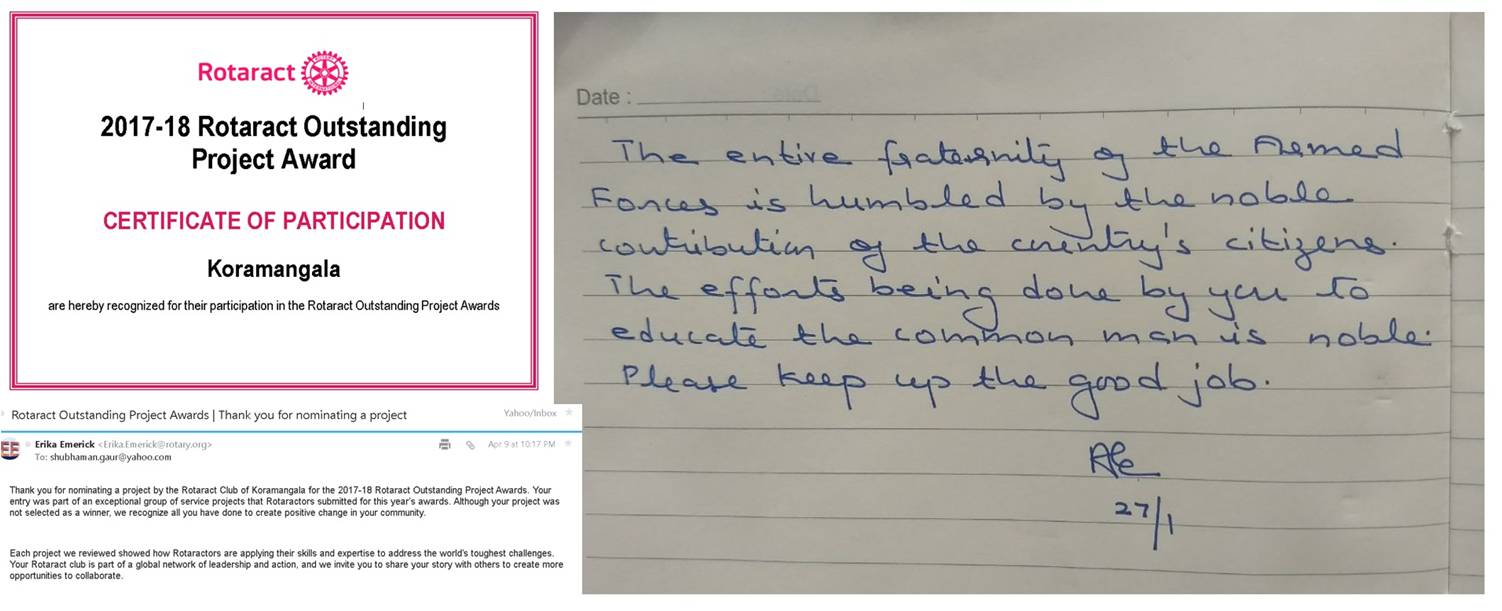 Rotaract
2017-18 Rotaract Outstanding
Project Award
CERTIFICATE OF PARTICIPATION
Koramangala
are hereby recognized for their participation in the Rotaract Outstanding Project Awards
Rotaract Outstanding Project Awards | Thank you for nominating a project
Yahoo/Inbox
EE
Erika Emerick <Erika.Emerick@rotary.org>
Apr 9 at 10:17 PM
To: shubhaman.gaur@yahoo.com
Thank you for nominating a project by the Rotaract Club of Koramangala for the 2017-18 Rotaract Outstanding Project Awards. Your
entry was part of an exceptional group of service projects that Rotaractors submitted for this year's awards. Although your project was
not selected as a winner, we recognize all you have done to create positive change in your community.
Each project we reviewed showed how Rotaractors are applying their skills and expertise to address the world's toughest challenges.
Your Rotaract club is part of a global network of leadership and action, and we invite you to share your story with others to create more
opportunities to collaborate.
Date :
The entire fraternity of the Armed
Forces is humbled by the noble
contribution of the country's citizens.
The efforts being done by you to
educate the common man is noble.
Please keep up the good job.
27/1